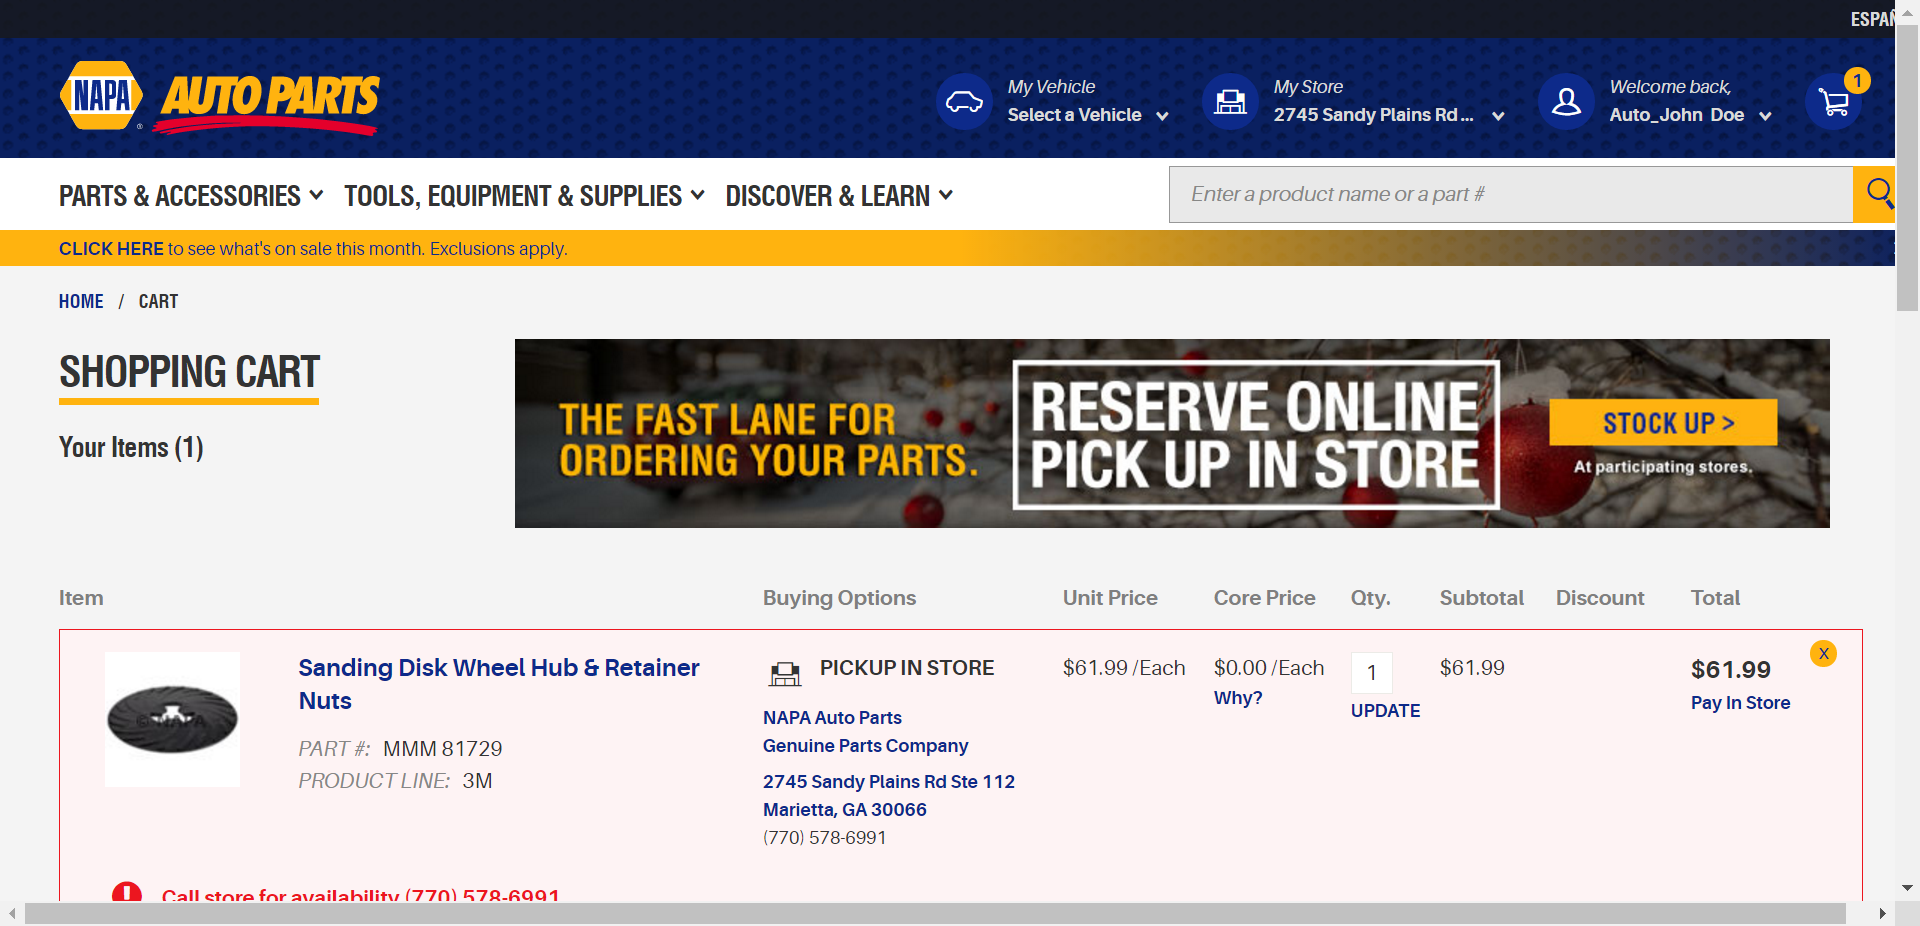 ESPAÑ
NAPA AUTO PARTS
My Vehicle
Select a Vehicle
My Store
2745 Sandy Plains Rd...
Welcome back,
Auto_John Doe
1
PARTS & ACCESSORIES
TOOLS, EQUIPMENT & SUPPLIES
DISCOVER & LEARN
Enter a product name or a part #
CLICK HERE to see what's on sale this month. Exclusions apply.
HOME / CART
SHOPPING CART
Your Items (1)
THE FAST LANE FOR
ORDERING YOUR PARTS.
RESERVE ONLINE
PICK UP IN STORE
STOCK UP >
At participating stores.
Item Buying Options Unit Price Core Price Qty. Subtotal Discount Total
© NAPA
Sanding Disk Wheel Hub & Retainer
Nuts
PART #: MMM 81729
PRODUCT LINE: 3M
PICKUP IN STORE
NAPA Auto Parts
Genuine Parts Company
2745 Sandy Plains Rd Ste 112
Marietta, GA 30066
(770) 578-6991
$61.99 /Each
$0.00 /Each
Why?
1
UPDATE
$61.99
$61.99
Pay In Store
X
Call store for availability (770) 578-6991